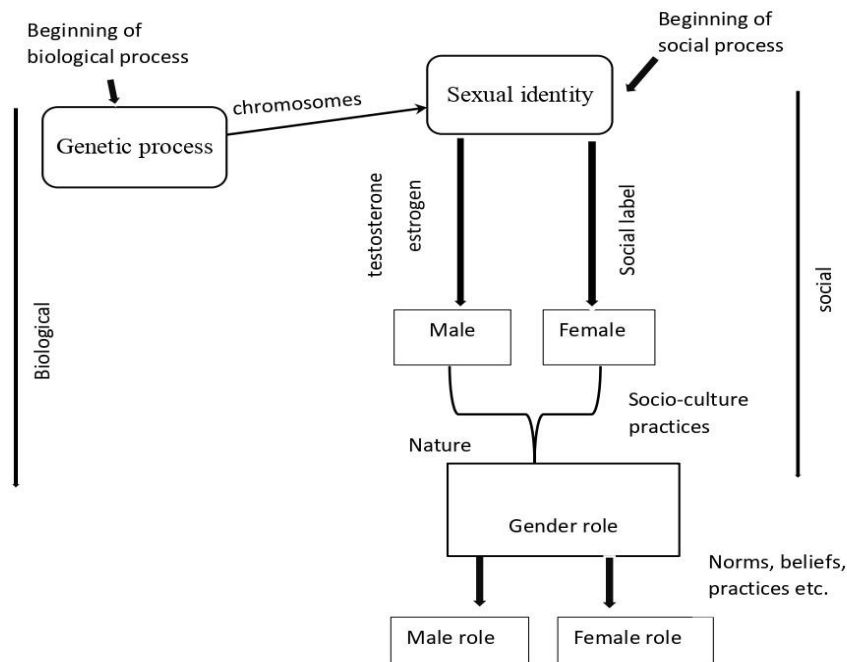 Beginning of
biological process
Beginning of
social process
chromosomes
Sexual identity
Genetic process
testosterone
estrogen
Social label
Biological
social
Male
Female
Socio-culture
practices
Nature
Gender role
Norms, beliefs,
practices etc.
Male role
Female role